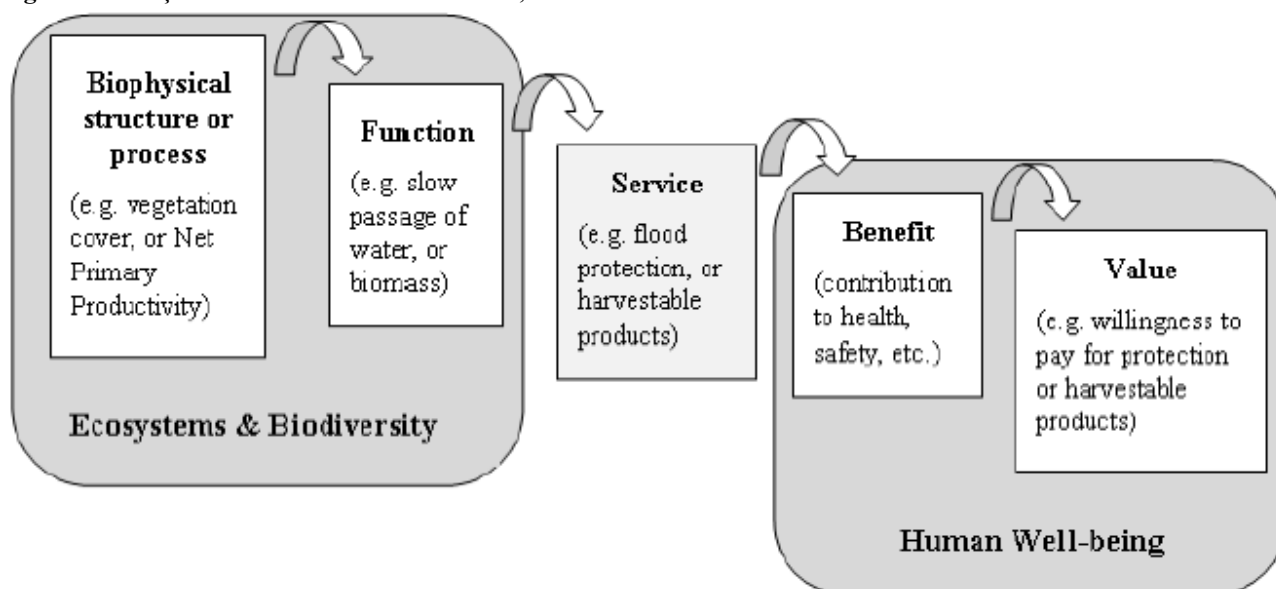 Biophysical
structure or
process
(e.g. vegetation
cover, or Net
Primary
Productivity)
Function
(e.g. slow
passage of
water, or
biomass)
Ecosystems & Biodiversity
Service
(e.g. flood
protection, or
harvestable
products)
Benefit
(contribution
to health,
safety, etc.)
Value
(e.g. willingness to
pay for protection
or harvestable
products)
Human Well-being